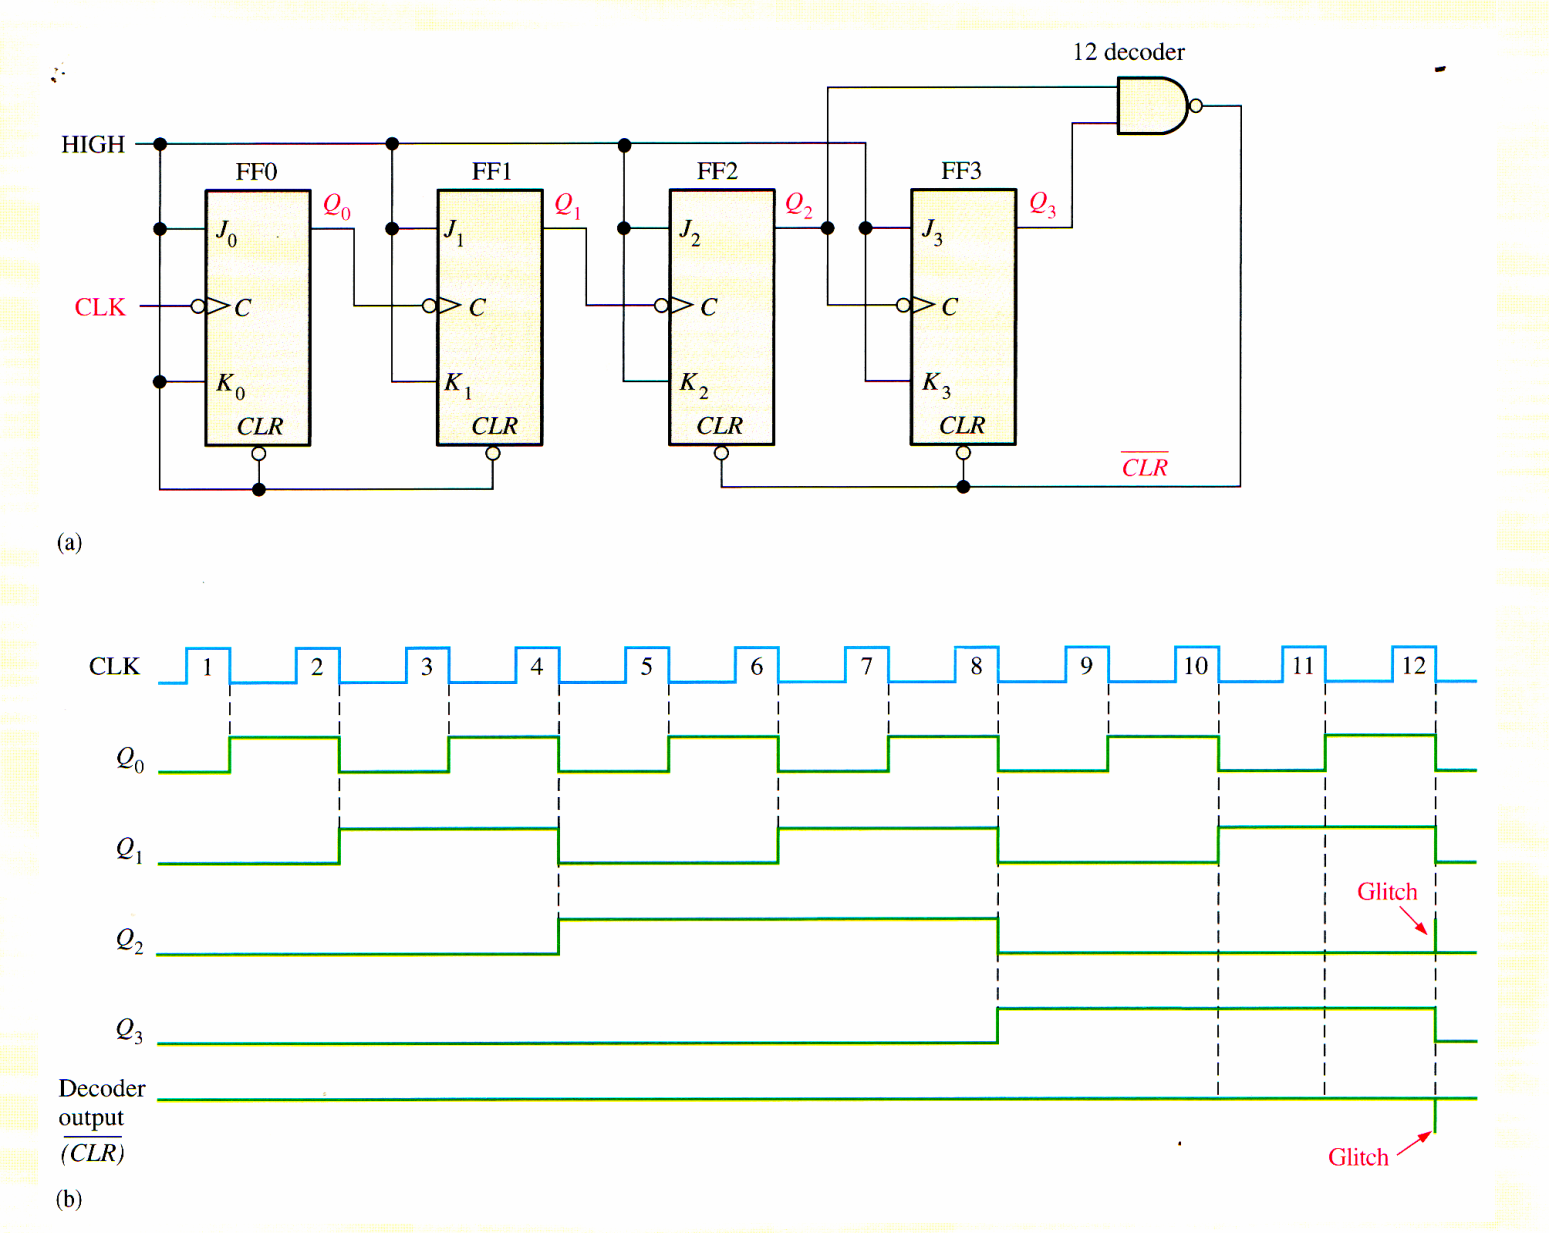 12 decoder
HIGH
FF0 FF1 FF2 FF3
Q0 Q1 Q2 Q3
J0 J1 J2 J3
CLK C C C C
K0 K1 K2 K3
CLR CLR CLR CLR
CLR
(a)
CLK 1 2 3 4 5 6 7 8 9 10 11 12
Q0
Q1
Glitch
Q2
Q3
Decoder
output
(CLR)
Glitch
(b)